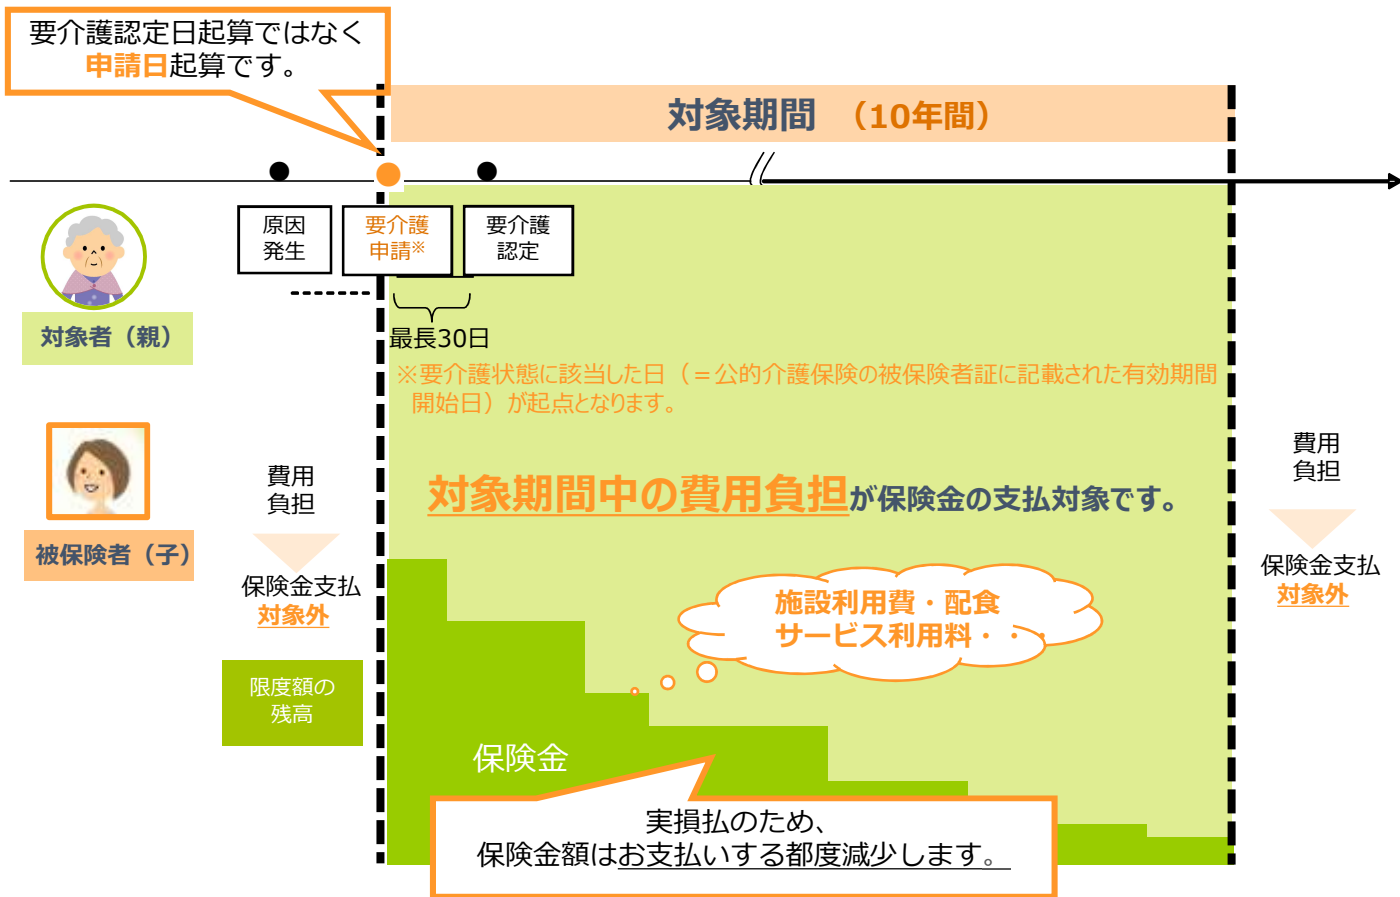 要介護認定日起算ではなく
申請日起算です。
対象期間 （10年間）
原因
発生
要介護
申請※
要介護
認定
対象者（親）
最長30日
※要介護状態に該当した日（＝公的介護保険の被保険者証に記載された有効期間
開始日）が起点となります。
被保険者（子）
費用
負担
保険金支払
対象外
対象期間中の費用負担が保険金の支払対象です。
費用
負担
保険金支払
対象外
施設利用費・配食
サービス利用料・・・
限度額の
残高
保険金
実損払のため、
保険金額はお支払いする都度減少します。